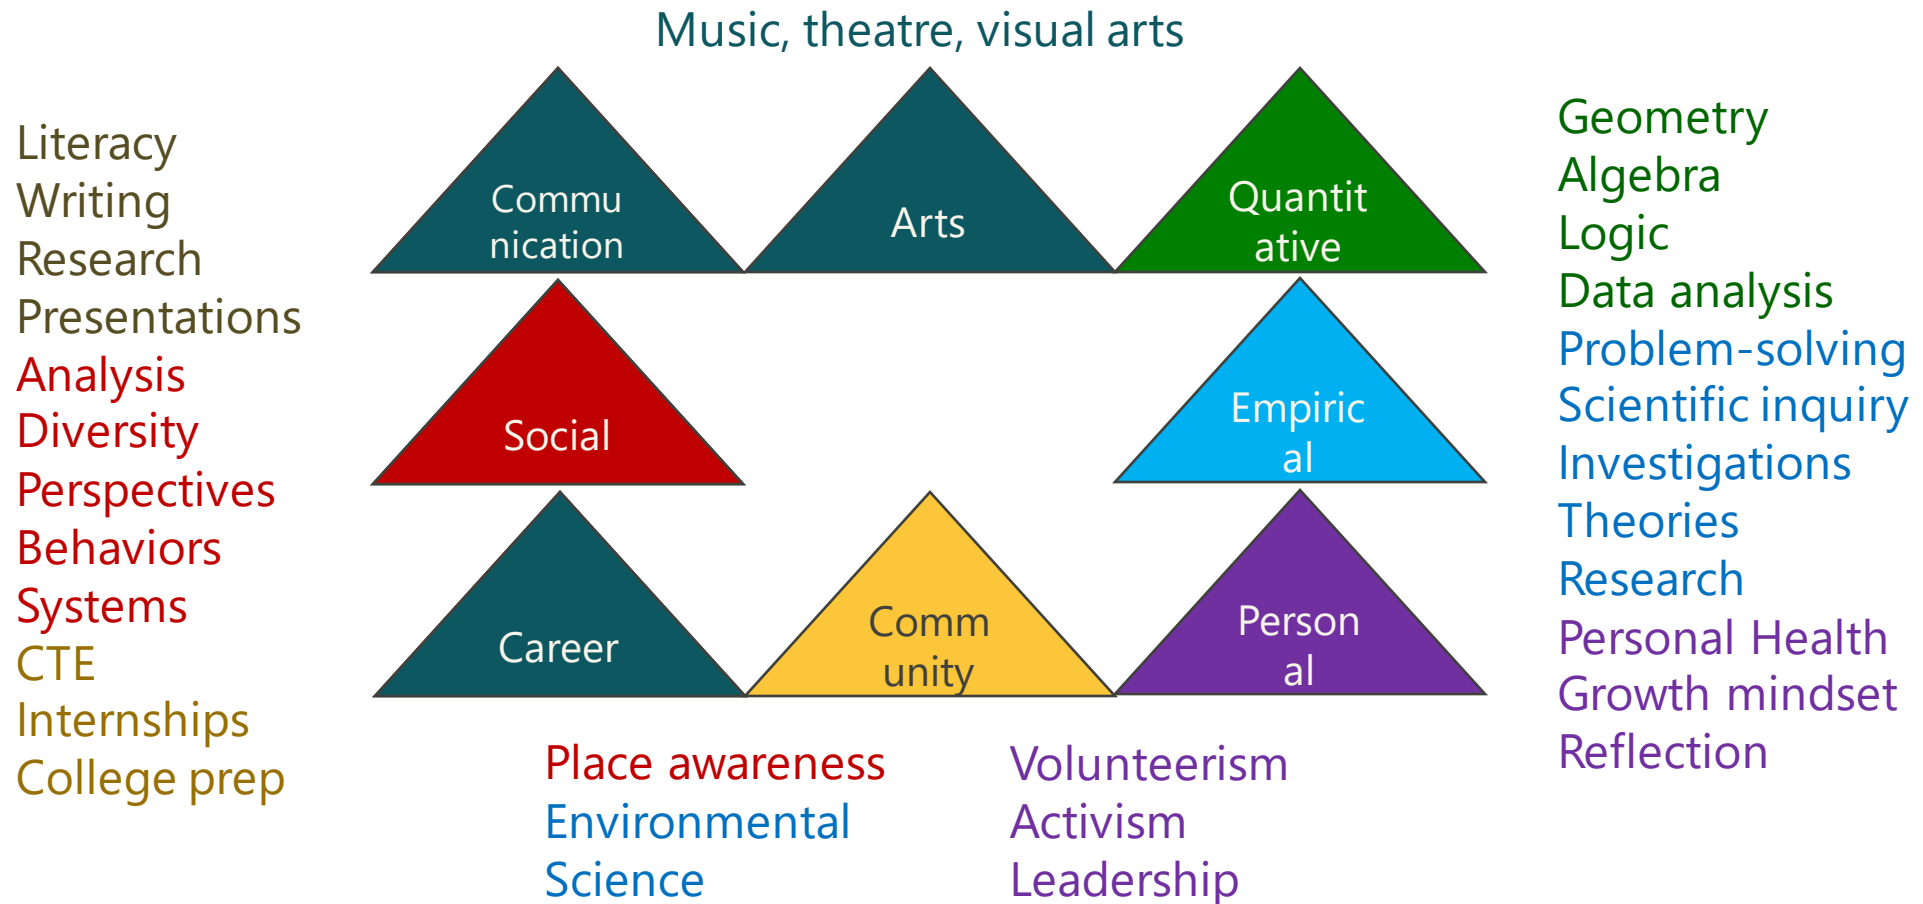 Music, theatre, visual arts
Literacy
Writing
Research
Presentations
Analysis
Diversity
Perspectives
Behaviors
Systems
CTE
Internships
College prep
Commu
nication
Arts
Quantit
ative
Social
Empiric
al
Career
Comm
unity
Person
al
Geometry
Algebra
Logic
Data analysis
Problem-solving
Scientific inquiry
Investigations
Theories
Research
Personal Health
Growth mindset
Reflection
Place awareness
Environmental
Science
Volunteerism
Activism
Leadership